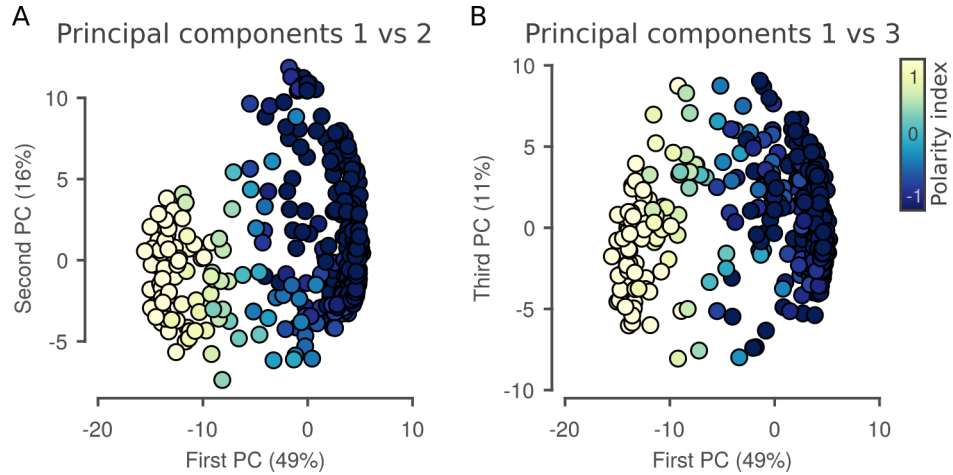 A
Principal components 1 vs 2
10
5
0
-5
Second PC (16%)
-20
-10
0
10
First PC (49%)
B
Principal components 1 vs 3
10
5
0
-5
-10
Third PC (11%)
-20
-10
0
10
First PC (49%)
1
0
-1
Polarity index